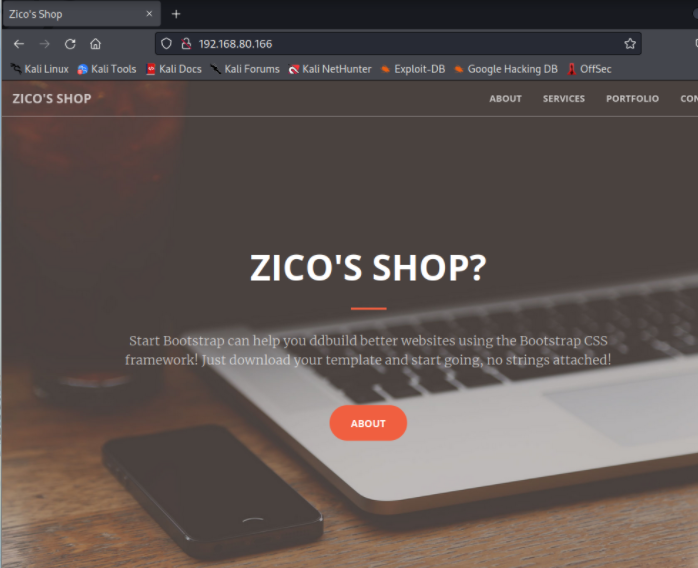 Zico's Shop
192.168.80.166
Kali Linux Kali Tools Kali Docs Kali Forums Kali NetHunter Exploit-DB Google Hacking DB OffSec
ZICO'S SHOP ABOUT SERVICES PORTFOLIO CON
ZICO'S SHOP?
Start Bootstrap can help you ddbuild better websites using the Bootstrap CSS
framework! Just download your template and start going, no strings attached!
ABOUT